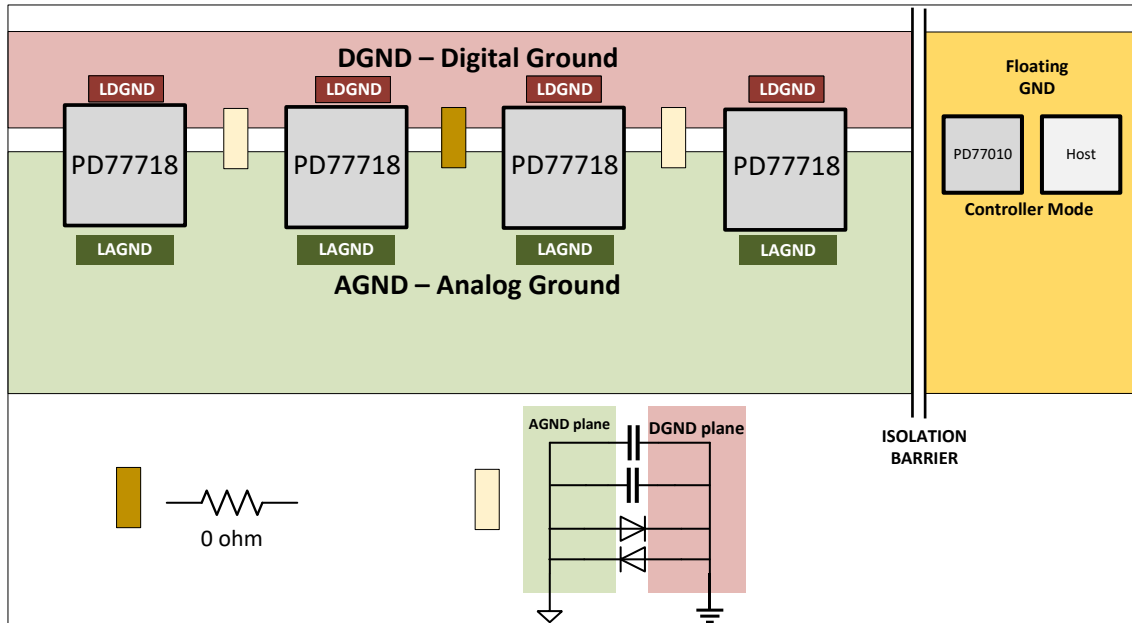 DGND – Digital Ground
LDGND
LDGND
LDGND
LDGND
PD77718
PD77718
PD77718
PD77718
LAGND
LAGND
LAGND
LAGND
AGND – Analog Ground
Floating
GND
PD77010
Host
Controller Mode
ISOLATION
BARRIER
0 ohm
AGND plane
DGND plane